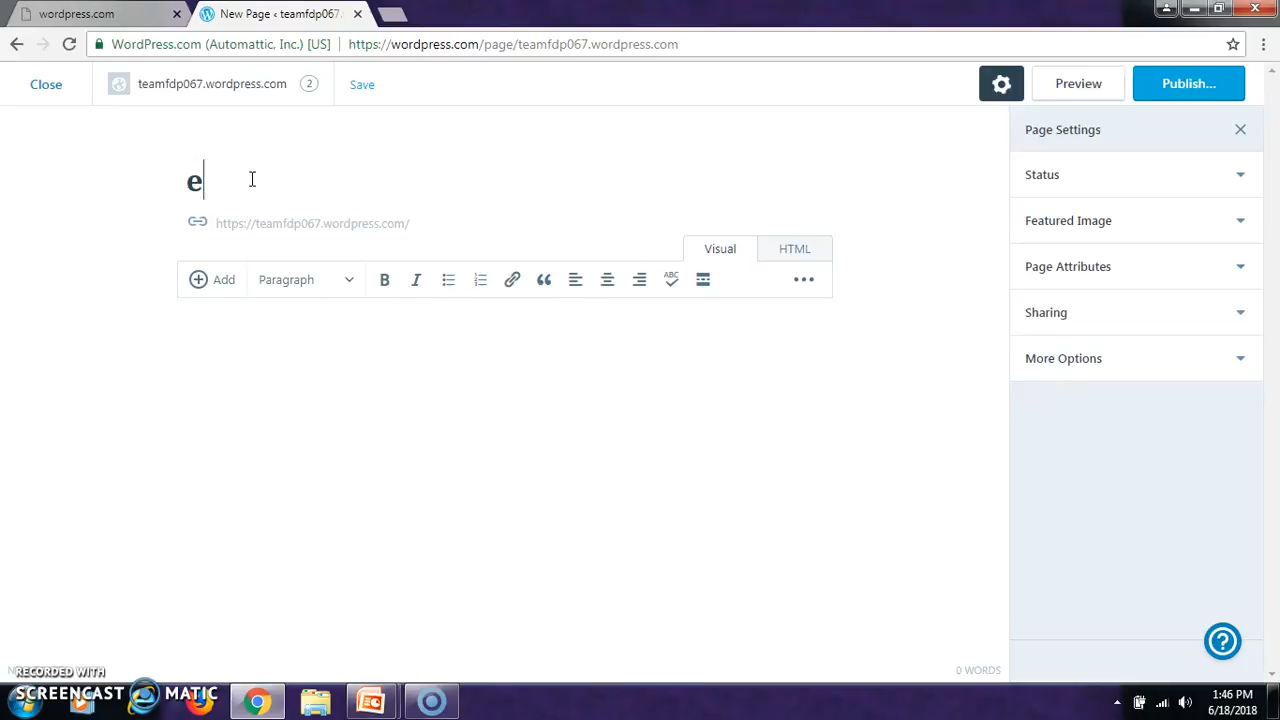 wordpress.com
New Page ‹ teamfdp067.
WordPress.com (Automattic, Inc.) [US]
https://wordpress.com/page/teamfdp067.wordpress.com
Close
teamfdp067.wordpress.com
2
Save
Preview
Publish...
Page Settings
e
Status
https://teamfdp067.wordpress.com/
Featured Image
Visual
HTML
Add
Paragraph
B
I
ABC
Page Attributes
Sharing
More Options
0 WORDS
RECORDED WITH
SCREENCAST MATIC
1:46 PM
6/18/2018